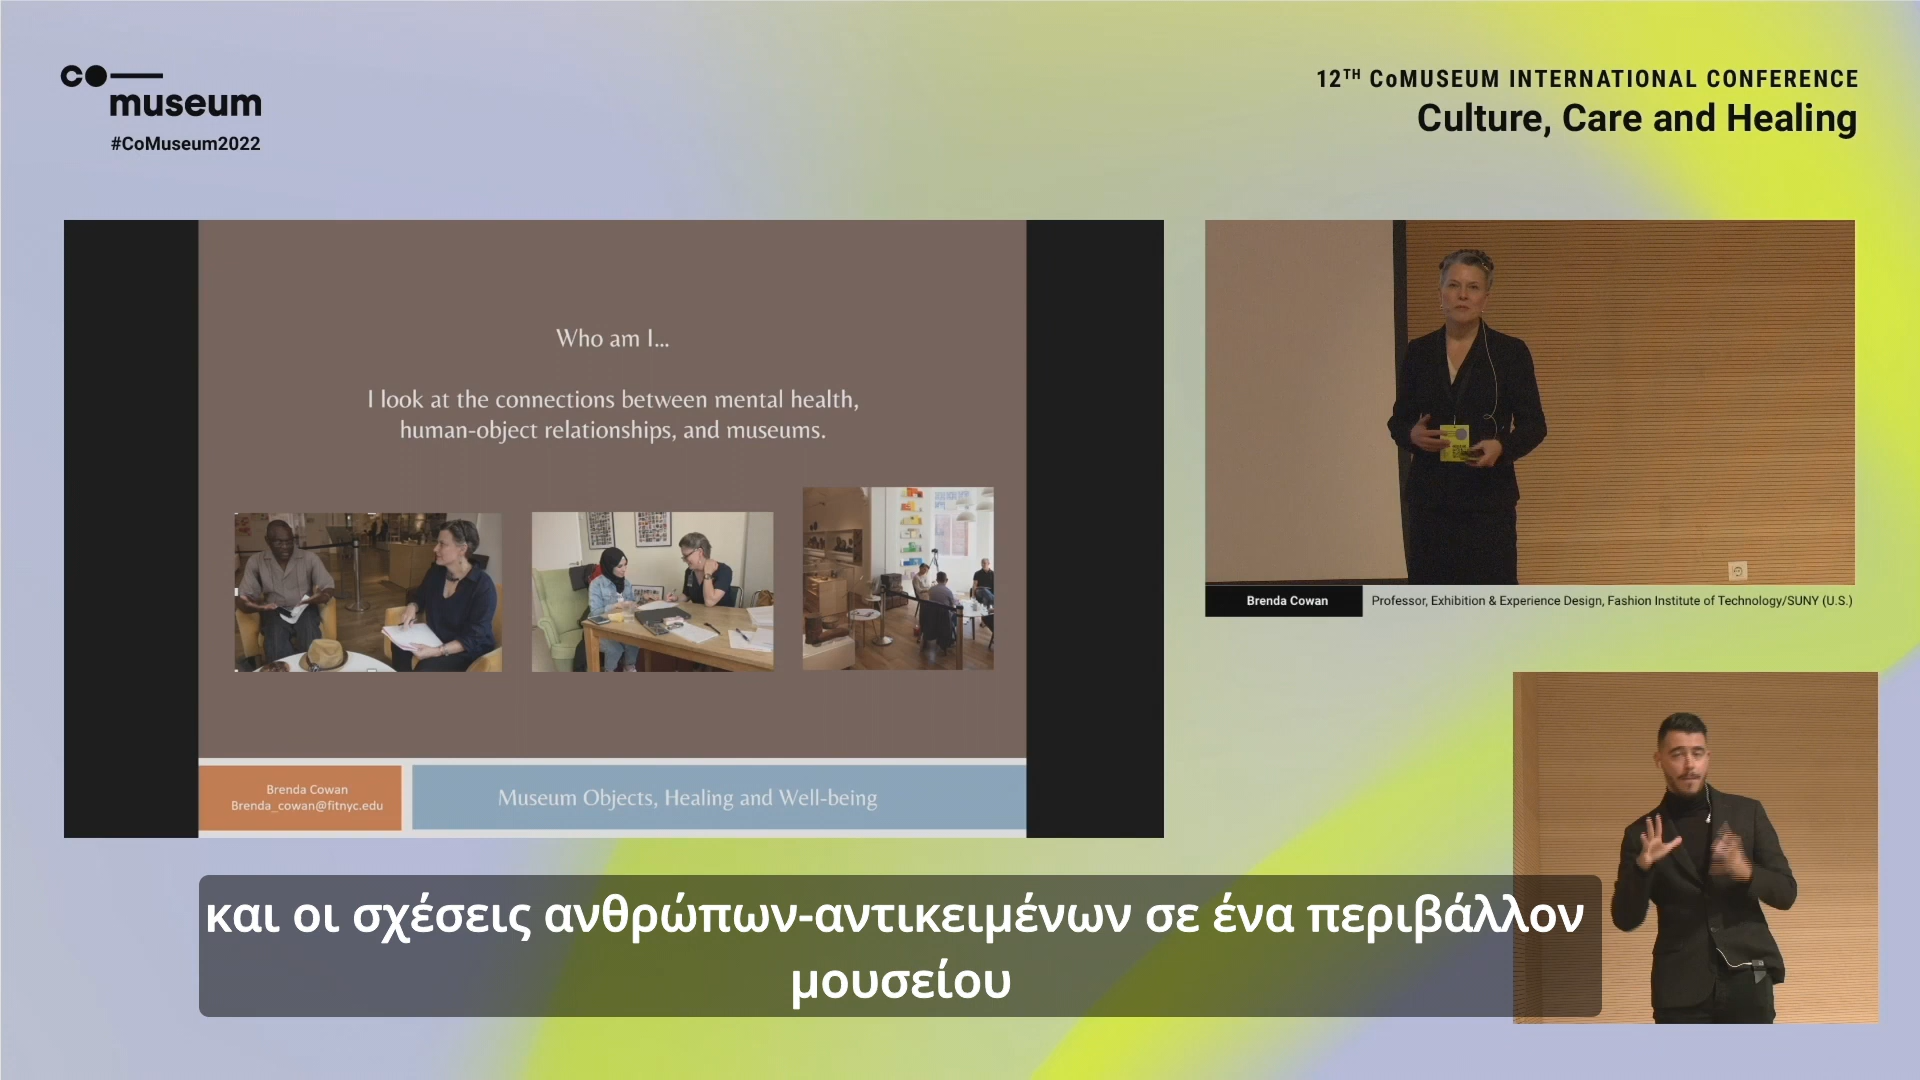 co
museum
#CoMuseum2022
12TH CoMUSEUM INTERNATIONAL CONFERENCE
Culture, Care and Healing
Who am I...
I look at the connections between mental health,
human-object relationships, and museums.
Brenda Cowan
Brenda_cowan@fitnyc.edu
Museum Objects, Healing and Well-being
Brenda Cowan
Professor, Exhibition & Experience Design, Fashion Institute of Technology/SUNY (U.S.)
και οι σχέσεις ανθρώπων-αντικειμένων σε ένα περιβάλλον
μουσείου